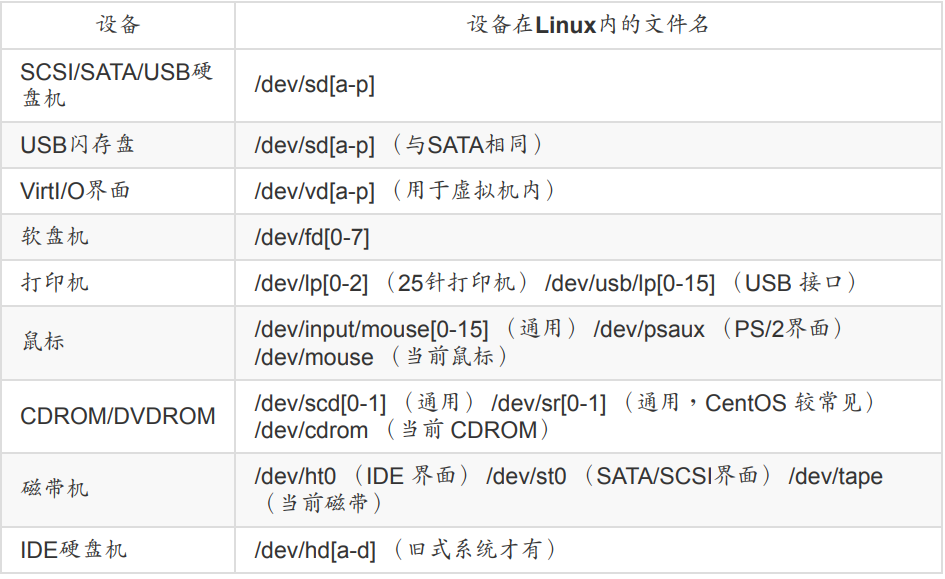 设备 设备在Linux内的文件名
SCSI/SATA/USB硬
盘机
/dev/sd[a-p]
USB闪存盘 /dev/sd[a-p] （与SATA相同）
VirtI/O界面 /dev/vd[a-p] （用于虚拟机内）
软盘机 /dev/fd[0-7]
打印机 /dev/lp[0-2] （25针打印机） /dev/usb/lp[0-15] （USB 接口）
鼠标
/dev/input/mouse[0-15] （通用） /dev/psaux （PS/2界面）
/dev/mouse （当前鼠标）
CDROM/DVDROM
/dev/scd[0-1] （通用） /dev/sr[0-1] （通用，CentOS 较常见）
/dev/cdrom （当前 CDROM）
磁带机
/dev/ht0 （IDE 界面） /dev/st0 （SATA/SCSI界面） /dev/tape
（当前磁带）
IDE硬盘机 /dev/hd[a-d] （旧式系统才有）